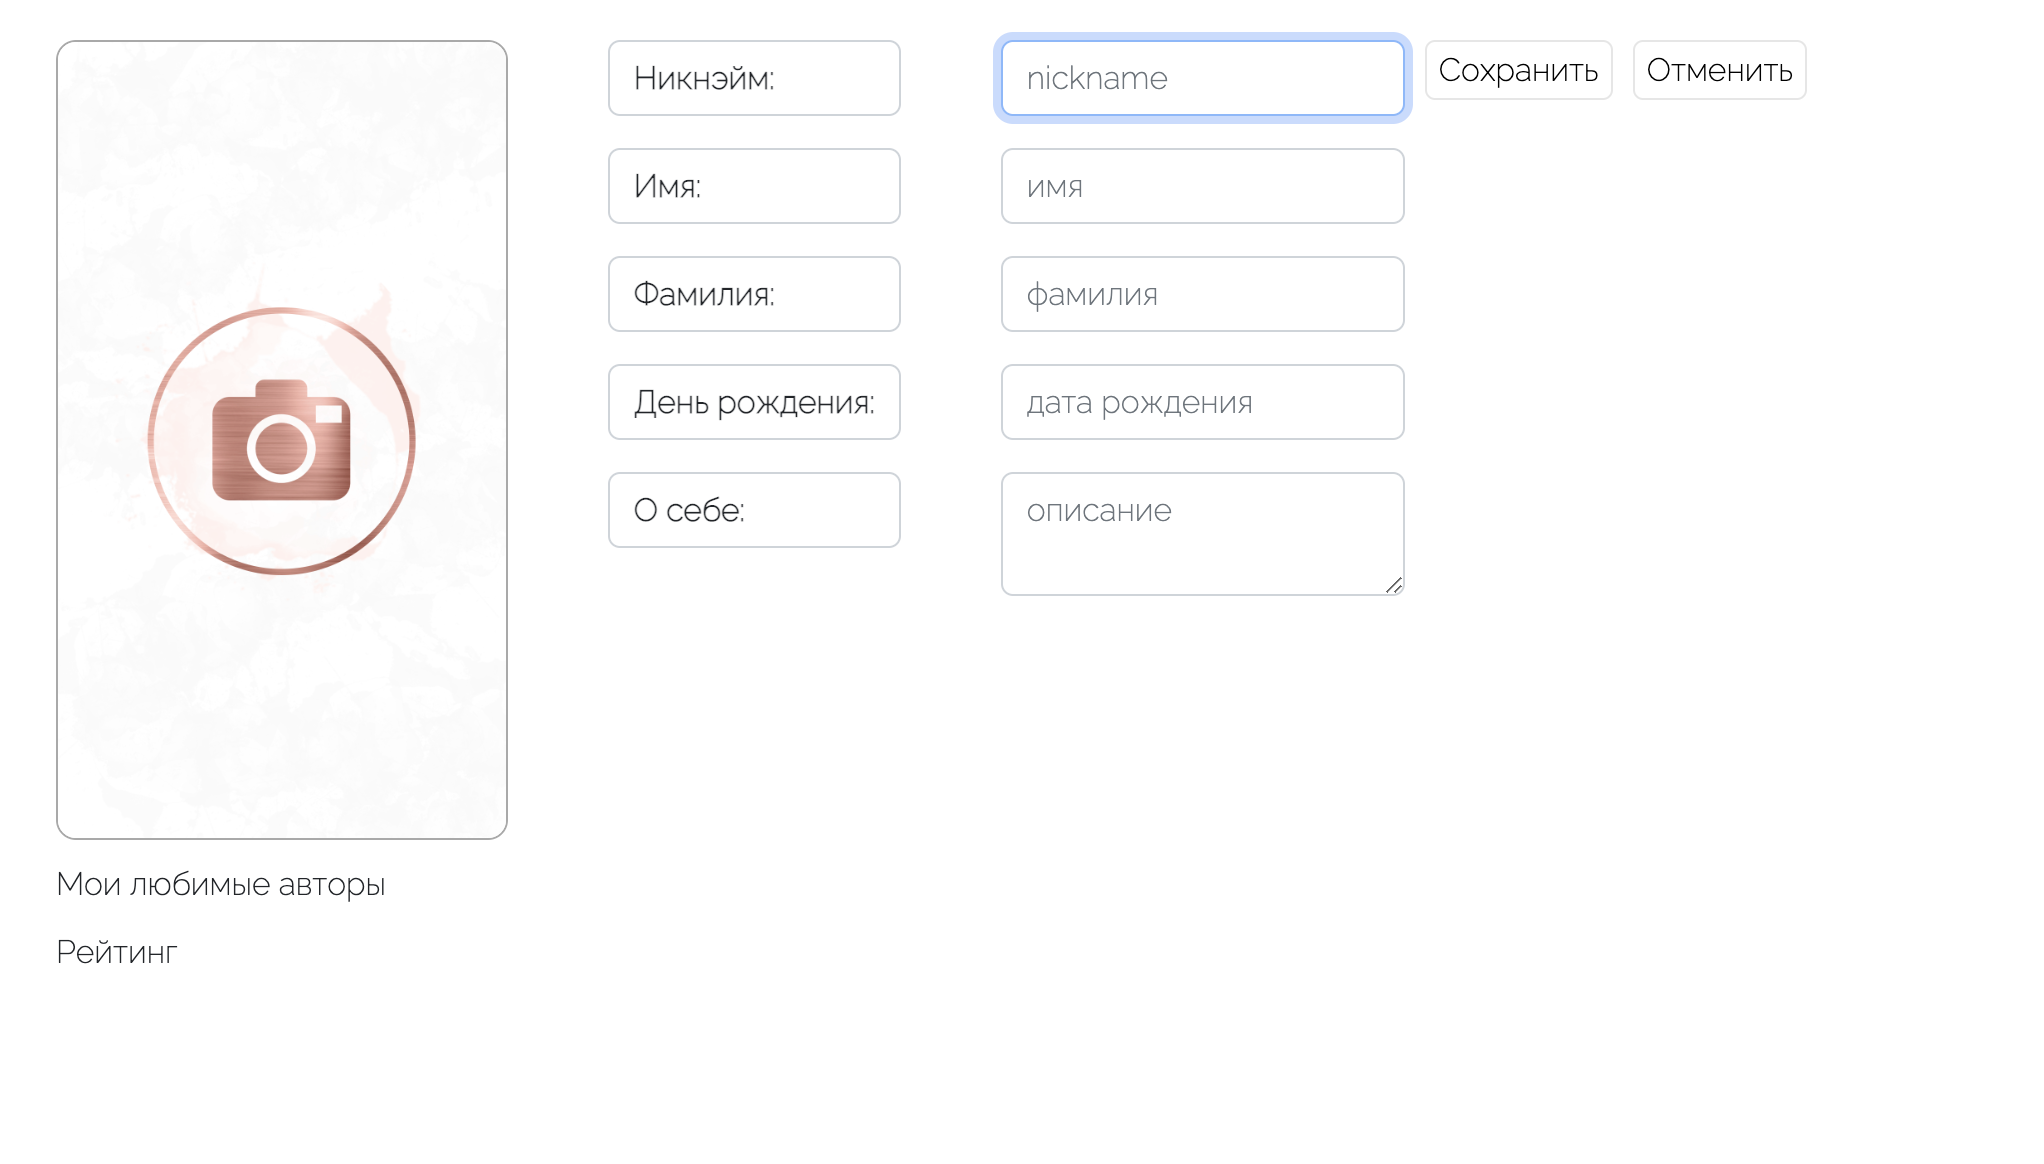 Никнэйм:
nickname
Сохранить
Отменить
Имя:
имя
Фамилия:
фамилия
День рождения:
дата рождения
О себе:
описание
Мои любимые авторы
Рейтинг